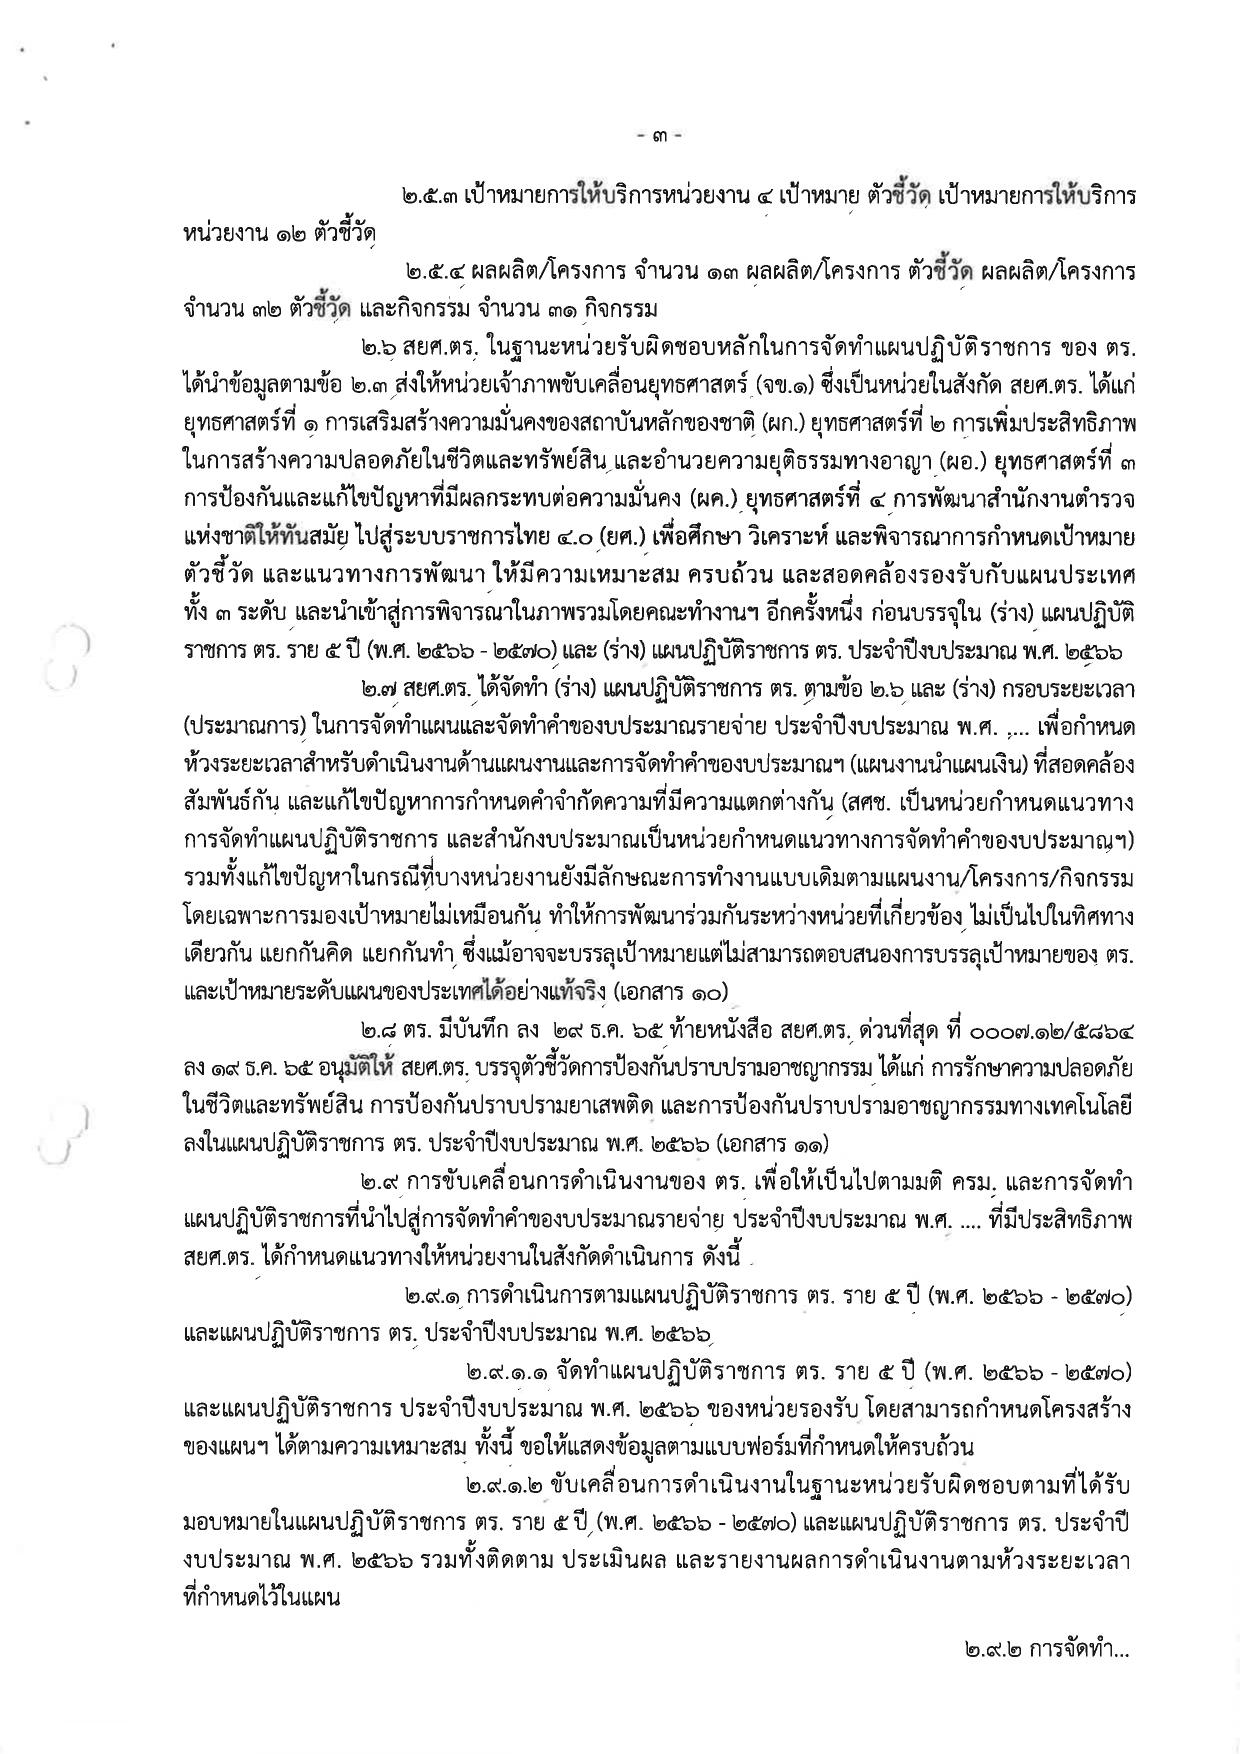 - ๓ -
๒.๕.๓ เป้าหมายการให้บริการหน่วยงาน ๔ เป้าหมาย ตัวชี้วัด เป้าหมายการให้บริการ
หน่วยงาน ๑๒ ตัวชี้วัด
๒.๕.๔ ผลผลิต/โครงการ จำนวน ๑๓ ผลผลิต/โครงการ ตัวชี้วัด ผลผลิต/โครงการ
จำนวน ๓๒ ตัวชี้วัด และกิจกรรม จำนวน ๓๑ กิจกรรม
๒.๖ สยศ.ตร. ในฐานะหน่วยรับผิดชอบหลักในการจัดทำแผนปฏิบัติราชการ ของ ตร.
ได้นำข้อมูลตามข้อ ๒.๓ ส่งให้หน่วยเจ้าภาพขับเคลื่อนยุทธศาสตร์ (จข.๑) ซึ่งเป็นหน่วยในสังกัด สยศ.ตร. ได้แก่
ยุทธศาสตร์ที่ ๑ การเสริมสร้างความมั่นคงของสถาบันหลักของชาติ (ผก.) ยุทธศาสตร์ที่ ๒ การเพิ่มประสิทธิภาพ
ในการสร้างความปลอดภัยในชีวิตและทรัพย์สิน และอำนวยความยุติธรรมทางอาญา (ผอ.) ยุทธศาสตร์ที่ ๓
การป้องกันและแก้ไขปัญหาที่มีผลกระทบต่อความมั่นคง (ผค.) ยุทธศาสตร์ที่ ๔ การพัฒนาสำนักงานตำรวจ
แห่งชาติให้ทันสมัย ไปสู่ระบบราชการไทย ๔.๐ (ยศ.) เพื่อศึกษา วิเคราะห์ และพิจารณาการกำหนดเป้าหมาย
ตัวชี้วัด และแนวทางการพัฒนา ให้มีความเหมาะสม ครบถ้วน และสอดคล้องรองรับกับแผนประเทศ
ทั้ง ๓ ระดับ และนำเข้าสู่การพิจารณาในภาพรวมโดยคณะทำงานฯ อีกครั้งหนึ่ง ก่อนบรรจุใน (ร่าง) แผนปฏิบัติ
ราชการ ตร. ราย ๕ ปี (พ.ศ. ๒๕๖๖ - ๒๕๗๐) และ (ร่าง) แผนปฏิบัติราชการ ตร. ประจำปีงบประมาณ พ.ศ. ๒๕๖๖
๒.๗ สยศ.ตร. ได้จัดทำ (ร่าง) แผนปฏิบัติราชการ ตร. ตามข้อ ๒.๖ และ (ร่าง) กรอบระยะเวลา
(ประมาณการ) ในการจัดทำแผนและจัดทำคำของบประมาณรายจ่าย ประจำปีงบประมาณ พ.ศ. .... เพื่อกำหนด
ห้วงระยะเวลาสำหรับดำเนินงานด้านแผนงานและการจัดทำคำของบประมาณฯ (แผนงานนำแผนเงิน) ที่สอดคล้อง
สัมพันธ์กัน และแก้ไขปัญหาการกำหนดคำจำกัดความที่มีความแตกต่างกัน (สศช. เป็นหน่วยกำหนดแนวทาง
การจัดทำแผนปฏิบัติราชการ และสำนักงบประมาณเป็นหน่วยกำหนดแนวทางการจัดทำคำของบประมาณฯ)
รวมทั้งแก้ไขปัญหาในกรณีที่บางหน่วยงานยังมีลักษณะการทำงานแบบเดิมตามแผนงาน/โครงการ/กิจกรรม
โดยเฉพาะการมองเป้าหมายไม่เหมือนกัน ทำให้การพัฒนาร่วมกันระหว่างหน่วยที่เกี่ยวข้อง ไม่เป็นไปในทิศทาง
เดียวกัน แยกกันคิด แยกกันทำ ซึ่งแม้อาจจะบรรลุเป้าหมายแต่ไม่สามารถตอบสนองการบรรลุเป้าหมายของ ตร.
และเป้าหมายระดับแผนของประเทศได้อย่างแท้จริง (เอกสาร ๑๐)
๒.๘ ตร. มีบันทึก ลง ๒๙ ธ.ค. ๖๕ ท้ายหนังสือ สยศ.ตร. ด่วนที่สุด ที่ ๐๐๐๗.๑๒/๕๘๖๔
ลง ๑๙ ธ.ค. ๖๕ อนุมัติให้ สยศ.ตร. บรรจุตัวชี้วัดการป้องกันปราบปรามอาชญากรรม ได้แก่ การรักษาความปลอดภัย
ในชีวิตและทรัพย์สิน การป้องกันปราบปรามยาเสพติด และการป้องกันปราบปรามอาชญากรรมทางเทคโนโลยี
ลงในแผนปฏิบัติราชการ ตร. ประจำปีงบประมาณ พ.ศ. ๒๕๖๖ (เอกสาร ๑๑)
๒.๙ การขับเคลื่อนการดำเนินงานของ ตร. เพื่อให้เป็นไปตามมติ ครม. และการจัดทำ
แผนปฏิบัติราชการที่นำไปสู่การจัดทำคำของบประมาณรายจ่าย ประจำปีงบประมาณ พ.ศ. .... ที่มีประสิทธิภาพ
สยศ.ตร. ได้กำหนดแนวทางให้หน่วยงานในสังกัดดำเนินการ ดังนี้
๒.๙.๑ การดำเนินการตามแผนปฏิบัติราชการ ตร. ราย ๕ ปี (พ.ศ. ๒๕๖๖ - ๒๕๗๐)
และแผนปฏิบัติราชการ ตร. ประจำปีงบประมาณ พ.ศ. ๒๕๖๖
๒.๙.๑.๑ จัดทำแผนปฏิบัติราชการ ตร. ราย ๕ ปี (พ.ศ. ๒๕๖๖ - ๒๕๗๐)
และแผนปฏิบัติราชการ ประจำปีงบประมาณ พ.ศ. ๒๕๖๖ ของหน่วยรองรับ โดยสามารถกำหนดโครงสร้าง
ของแผนฯ ได้ตามความเหมาะสม ทั้งนี้ ขอให้แสดงข้อมูลตามแบบฟอร์มที่กำหนดให้ครบถ้วน
๒.๙.๑.๒ ขับเคลื่อนการดำเนินงานในฐานะหน่วยรับผิดชอบตามที่ได้รับ
มอบหมายในแผนปฏิบัติราชการ ตร. ราย ๕ ปี (พ.ศ. ๒๕๖๖ - ๒๕๗๐) และแผนปฏิบัติราชการ ตร. ประจำปี
งบประมาณ พ.ศ. ๒๕๖๖ รวมทั้งติดตาม ประเมินผล และรายงานผลการดำเนินงานตามห้วงระยะเวลา
ที่กำหนดไว้ในแผน
๒.๙.๒ การจัดทำ...